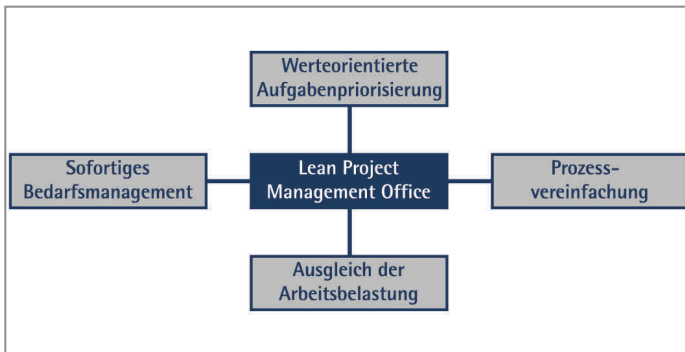 Werteorientierte
Aufgabenpriorisierung
Sofortiges
Bedarfsmanagement
Lean Project
Management Office
Prozess-
vereinfachung
Ausgleich der
Arbeitsbelastung